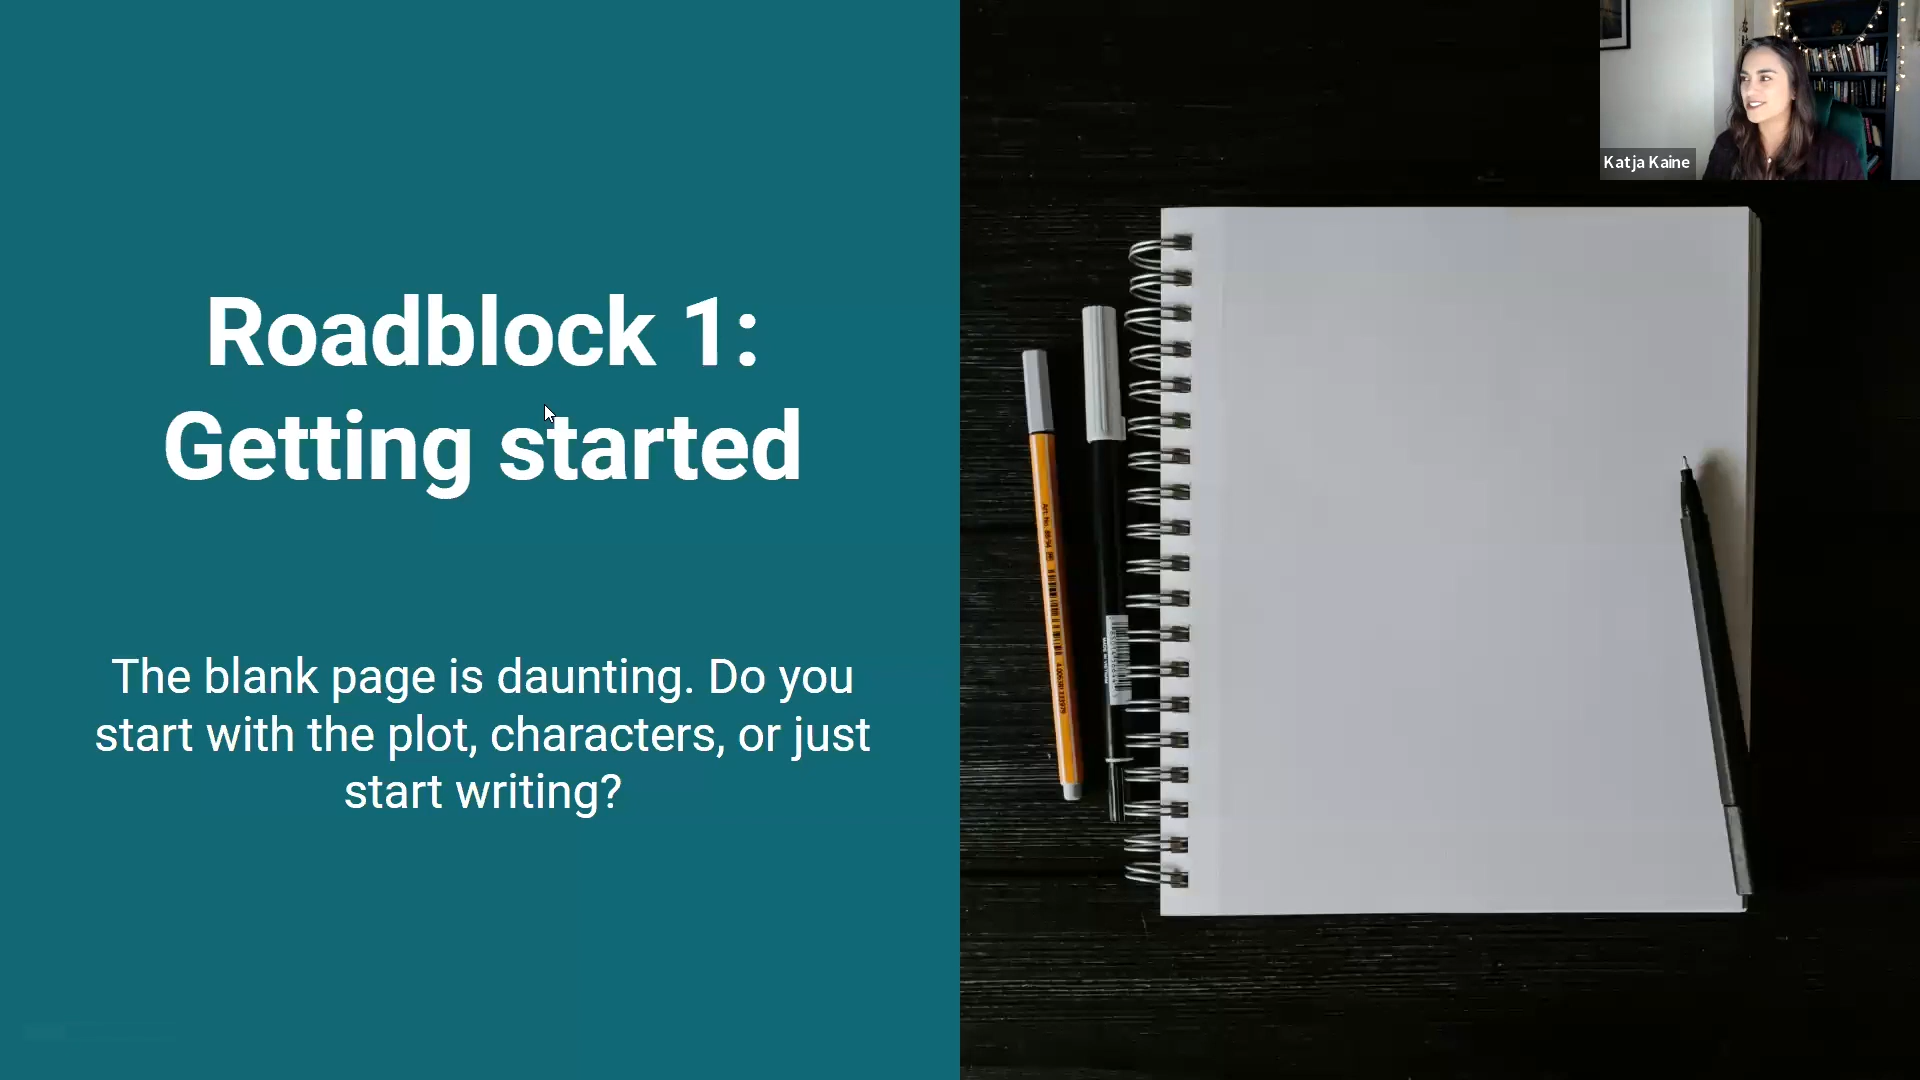 Katja Kaine
Roadblock 1:
Getting started
The blank page is daunting. Do you
start with the plot, characters, or just
start writing?